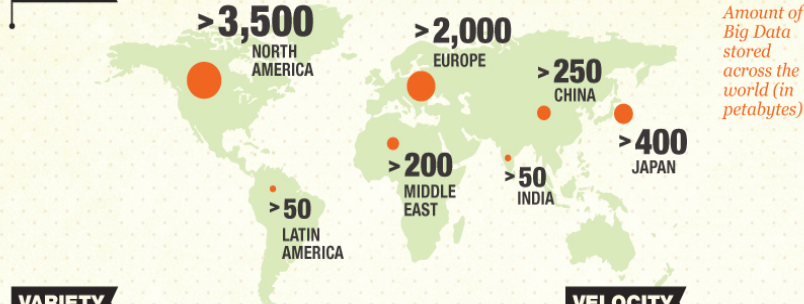 >3,500
NORTH
AMERICA
>2,000
EUROPE
>250
CHINA
>400
JAPAN
>200
MIDDLE
EAST
>50
INDIA
>50
LATIN
AMERICA
Amount of
Big Data
stored
across the
world (in
petabytes)
VARIETY
VELOCITY